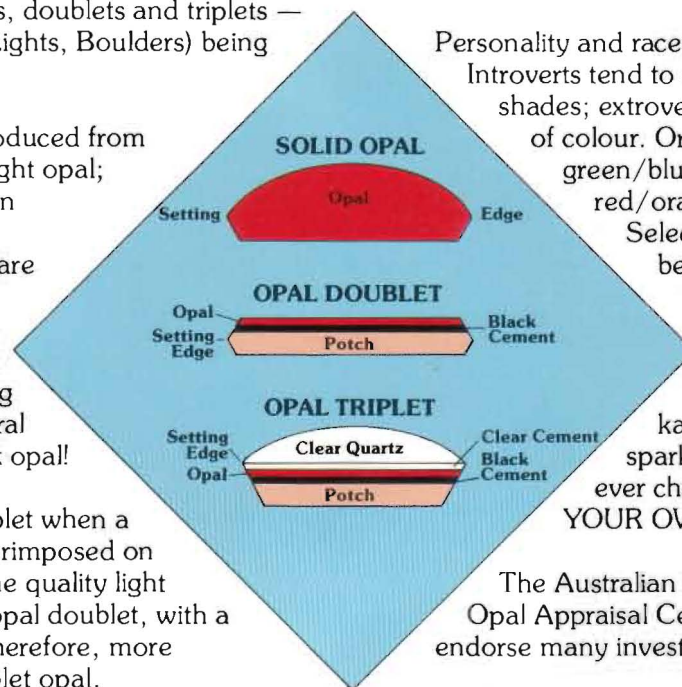 s, doublets and triplets —
ights, Boulders) being
oduced from
ght opal;
n
are
g
ral
k opal!
blet when a
rimposed on
ne quality light
opal doublet, with a
herefore, more
blet opal.
SOLID OPAL
Opal
Setting
Edge
OPAL DOUBLET
Opal
Setting
Edge
Potch
Black
Cement
OPAL TRIPLET
Setting
Edge
Opal
Clear Quartz
Potch
Clear Cement
Black
Cement
Personality and race
Introverts tend to
shades; extrove
of colour. Or
green/blu
red/ora
Selec
be
ka
spark
ever ch
YOUR OV
The Australian
Opal Appraisal Ce
endorse many invest